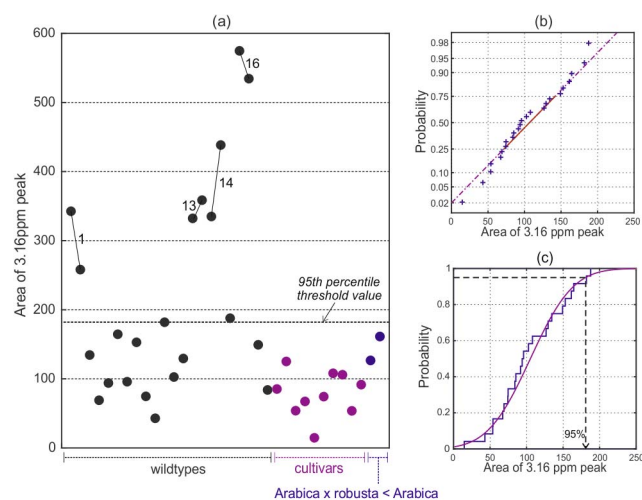 (a)
600
500
400
300
200
100
0
Area of 3.16ppm peak
1
13
14
16
95th percentile
threshold value
wildtypes
cultivars
Arabica x robusta < Arabica
(b)
0.98
0.95
0.90
0.75
0.50
0.25
0.10
0.05
0.02
Probability
0 50 100 150 200 250
Area of 3.16 ppm peak
(c)
1
0.8
0.6
0.4
0.2
0
Probability
95%
0 50 100 150 200 250
Area of 3.16 ppm peak